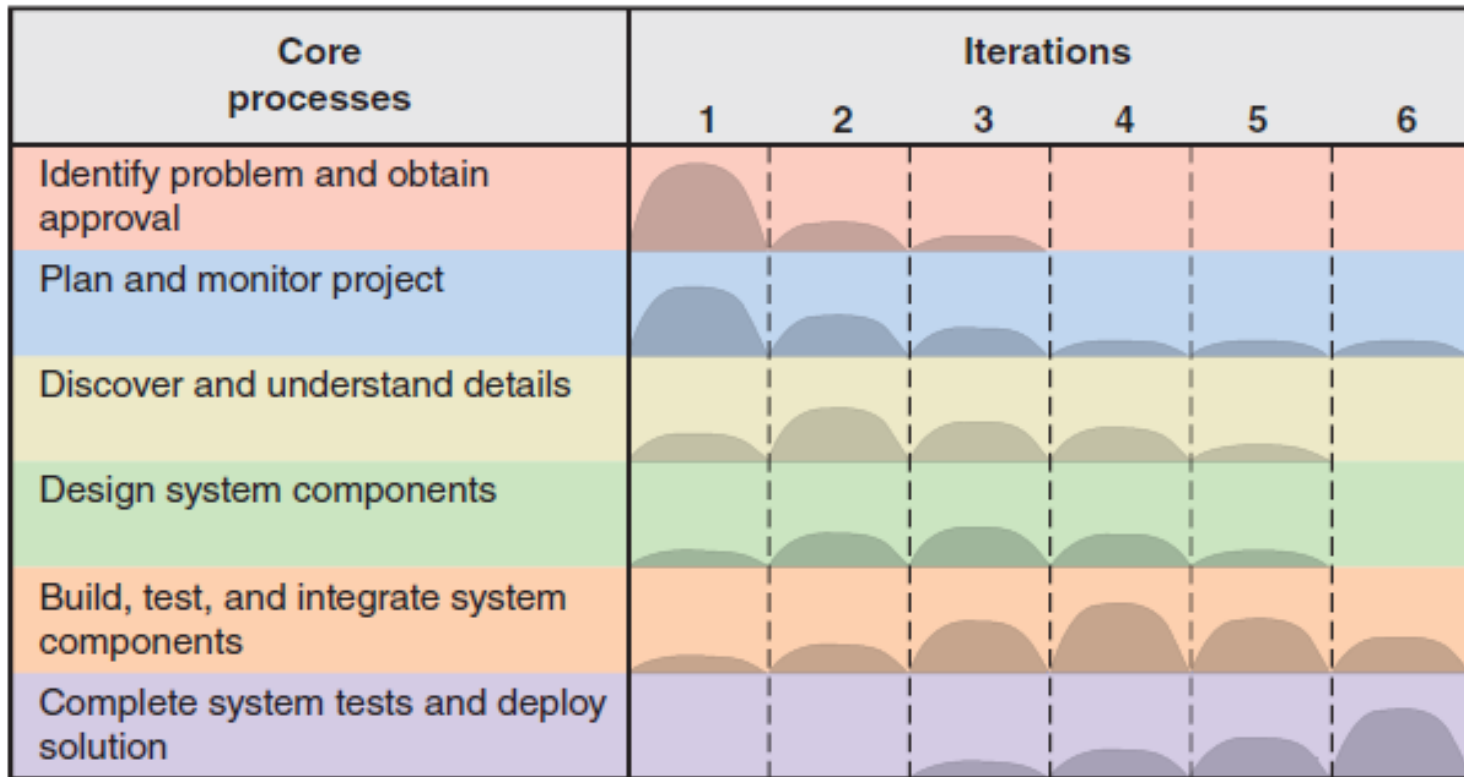 Core
processes
Iterations
1 2 3 4 5 6
Identify problem and obtain
approval
Plan and monitor project
Discover and understand details
Design system components
Build, test, and integrate system
components
Complete system tests and deploy
solution